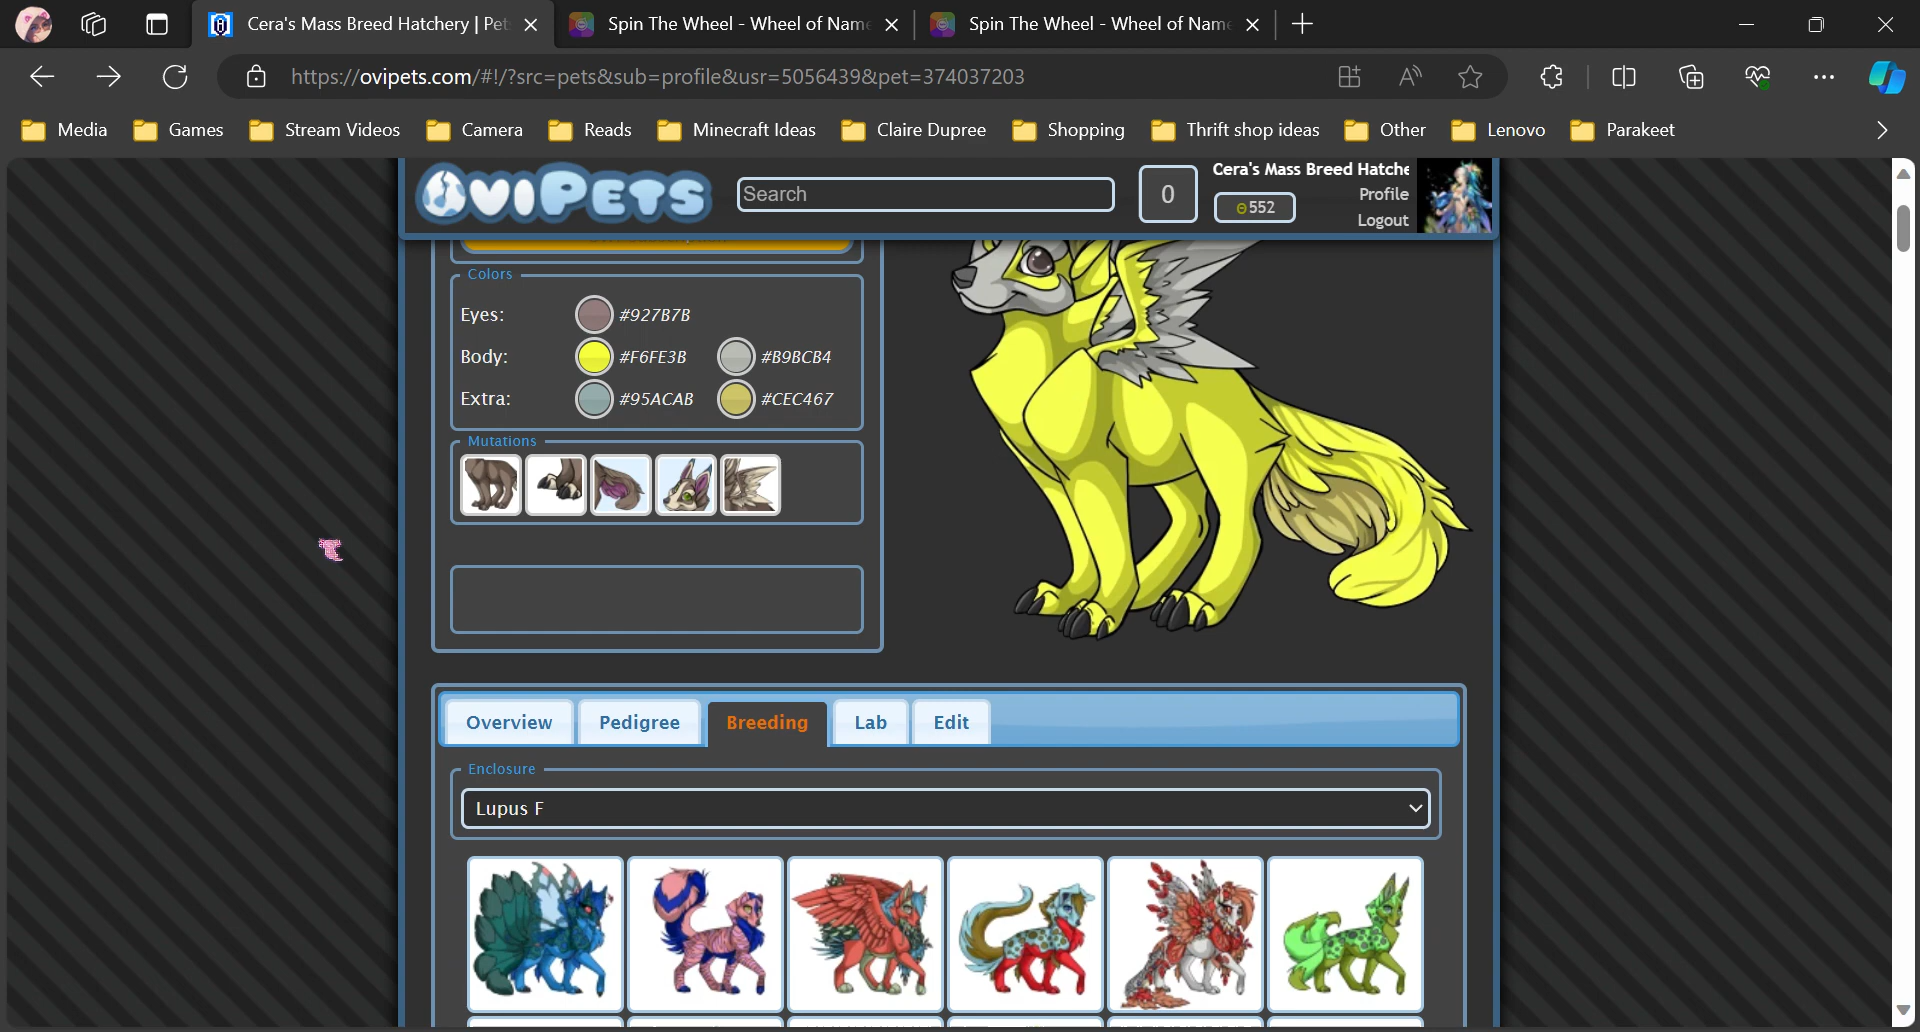 Cera's Mass Breed Hatchery | Pet
Spin The Wheel - Wheel of Name
Spin The Wheel - Wheel of Name
https://ovipets.com/#!/?src=pets&sub=profile&usr=5056439&pet=374037203
Media
Games
Stream Videos
Camera
Reads
Minecraft Ideas
Claire Dupree
Shopping
Thrift shop ideas
Other
Lenovo
Parakeet
OviPets
Search
0
Cera's Mass Breed Hatche
552
Profile
Logout
Colors
Eyes: #927B7B
Body: #F6FE3B #B9BCB4
Extra: #95ACAB #CEC467
Mutations
Overview
Pedigree
Breeding
Lab
Edit
Enclosure
Lupus F